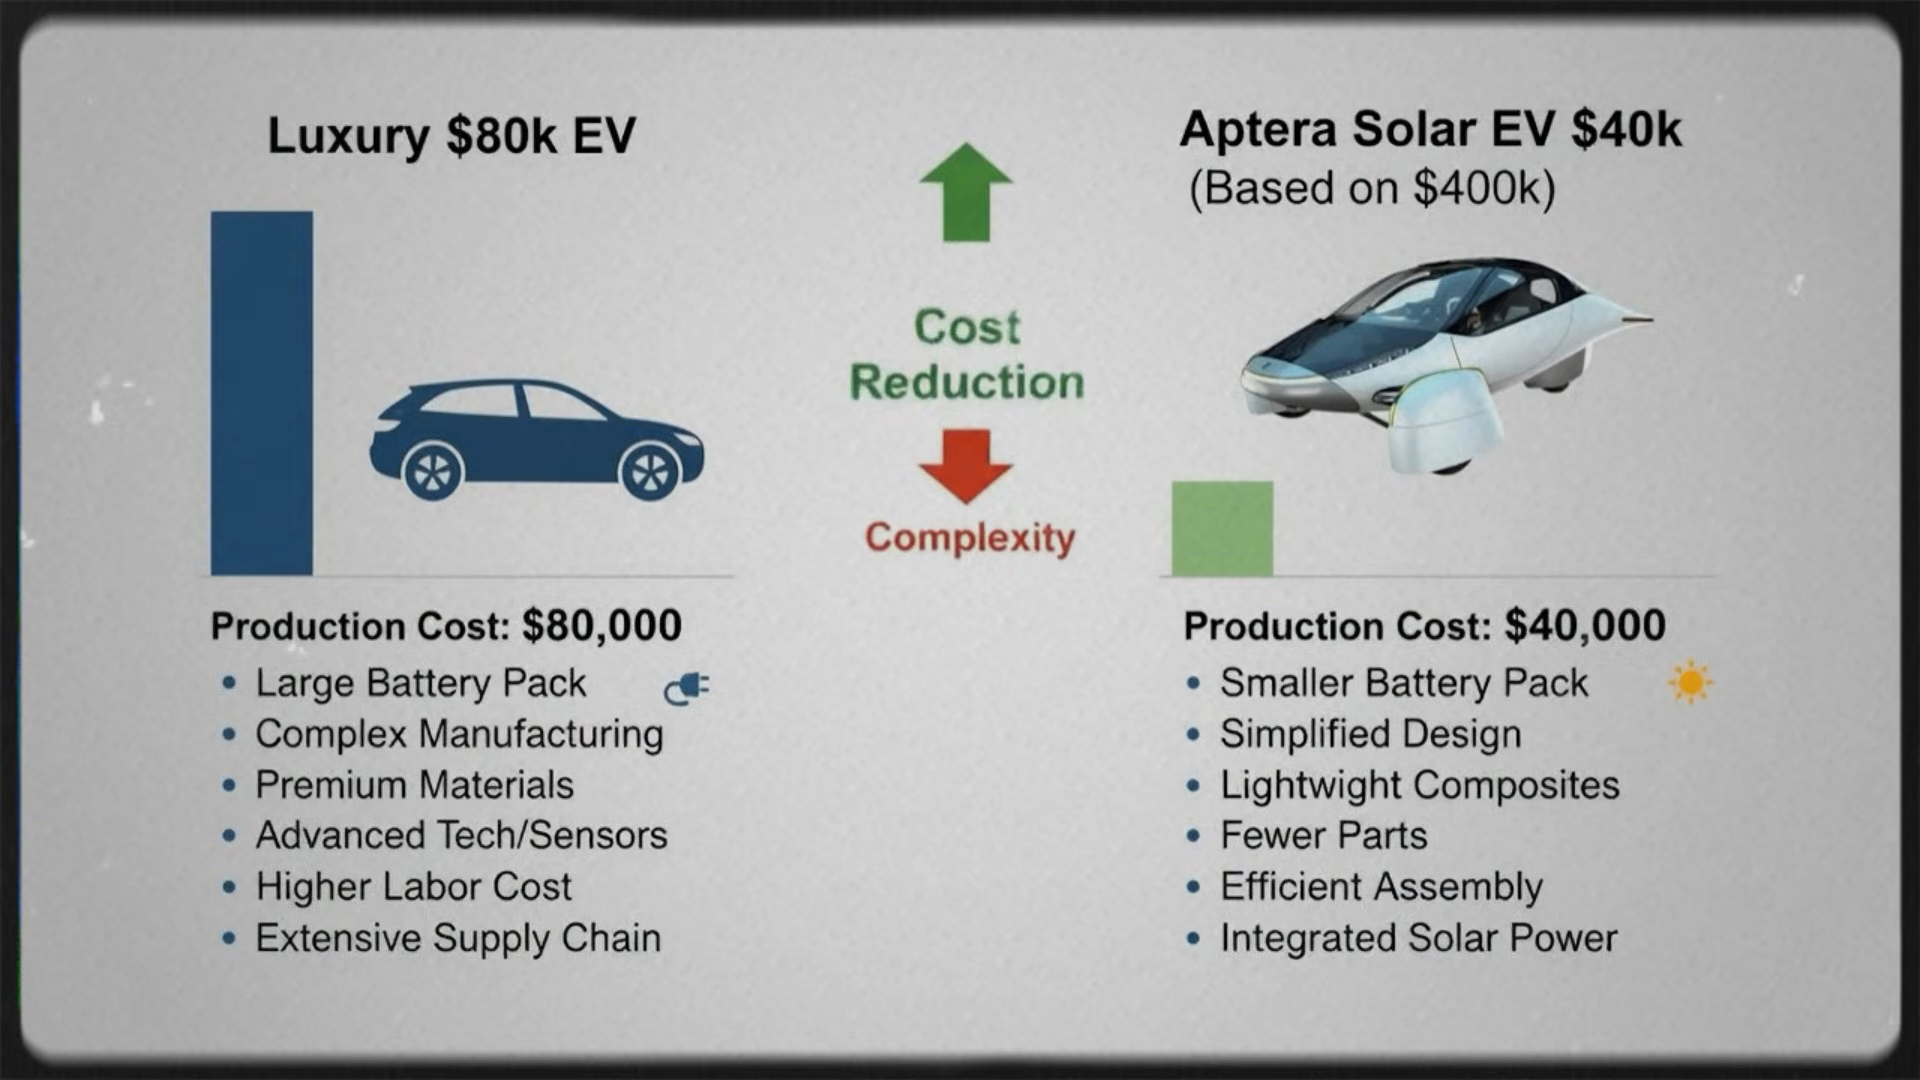 Luxury $80k EV
Production Cost: $80,000
• Large Battery Pack
• Complex Manufacturing
• Premium Materials
• Advanced Tech/Sensors
• Higher Labor Cost
• Extensive Supply Chain
Cost
Reduction
Complexity
Aptera Solar EV $40k
(Based on $400k)
Production Cost: $40,000
• Smaller Battery Pack
• Simplified Design
• Lightwight Composites
• Fewer Parts
• Efficient Assembly
• Integrated Solar Power